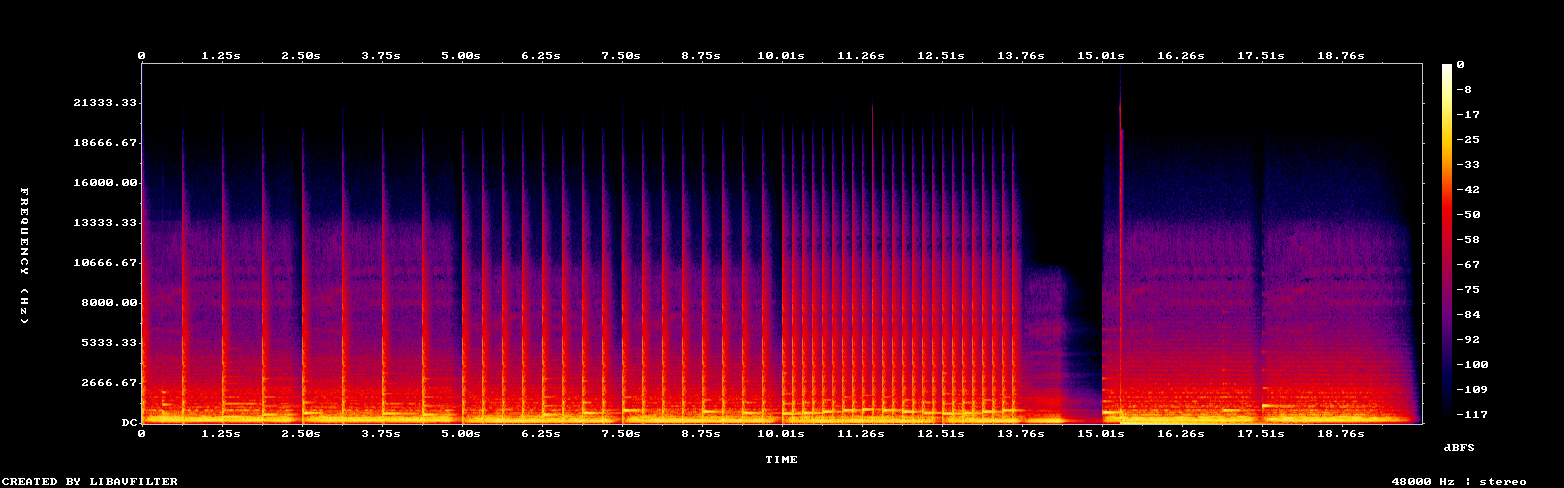 0 1.25s 2.50s 3.75s 5.00s 6.25s 7.50s 8.75s 10.01s 11.26s 12.51s 13.76s 15.01s 16.26s 17.51s 18.76s
21333.33
18666.67
16000.00
13333.33
10666.67
8000.00
5333.33
2666.67
DC
FREQUENCY (HZ)
0
-8
-17
-25
-33
-42
-50
-58
-67
-75
-84
-92
-100
-109
-117
0 1.25s 2.50s 3.75s 5.00s 6.25s 7.50s 8.75s 10.01s 11.26s 12.51s 13.76s 15.01s 16.26s 17.51s 18.76s
dBFS
TIME
CREATED BY LIBAVFILTER
48000 Hz | stereo